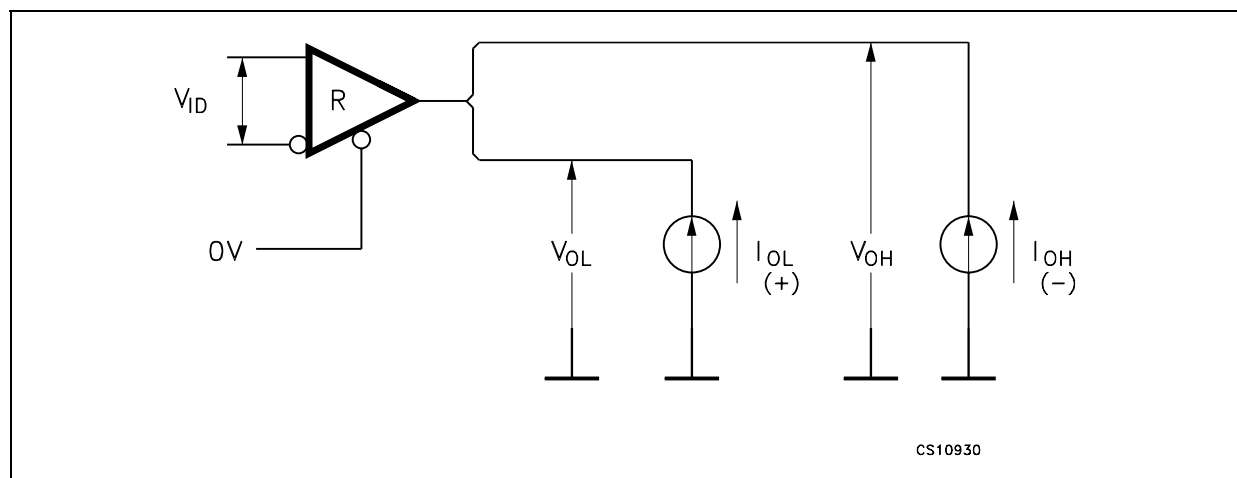 VID
R
0V
VOL
IOL
(+)
VOH
IOH
(−)
CS10930